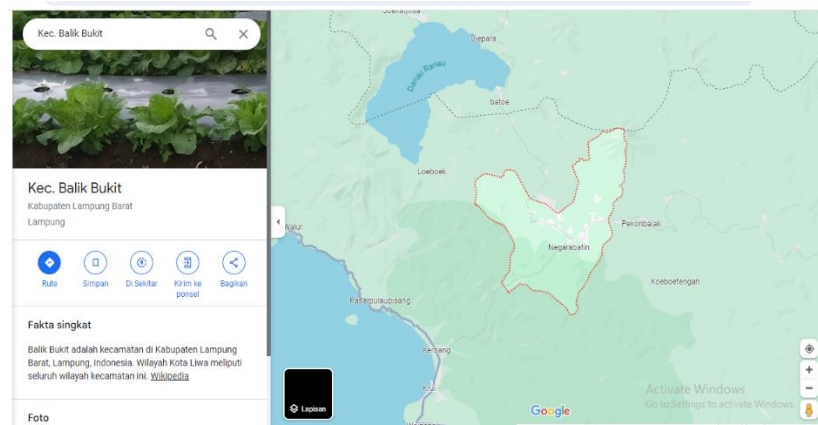 Kec. Balik Bukit
Kec. Balik Bukit
Kabupaten Lampung Barat
Lampung
Rute
Simpan
Di Sekitar
Kirim ke ponsel
Bagikan
Fakta singkat
Balik Bukit adalah kecamatan di Kabupaten Lampung
Barat, Lampung, Indonesia. Wilayah Kota Liwa meliputi
seluruh wilayah kecamatan ini. Wikipedia
Foto
Djepara
Danau Ranau
batoe
Loeboek
Pekonbalak
Negarabatin
Walur
Koeboetengah
Pasarpulaupisang
Kerbang
Krui
Lapisan
Google
Activate Windows
Go to Settings to activate Windows.